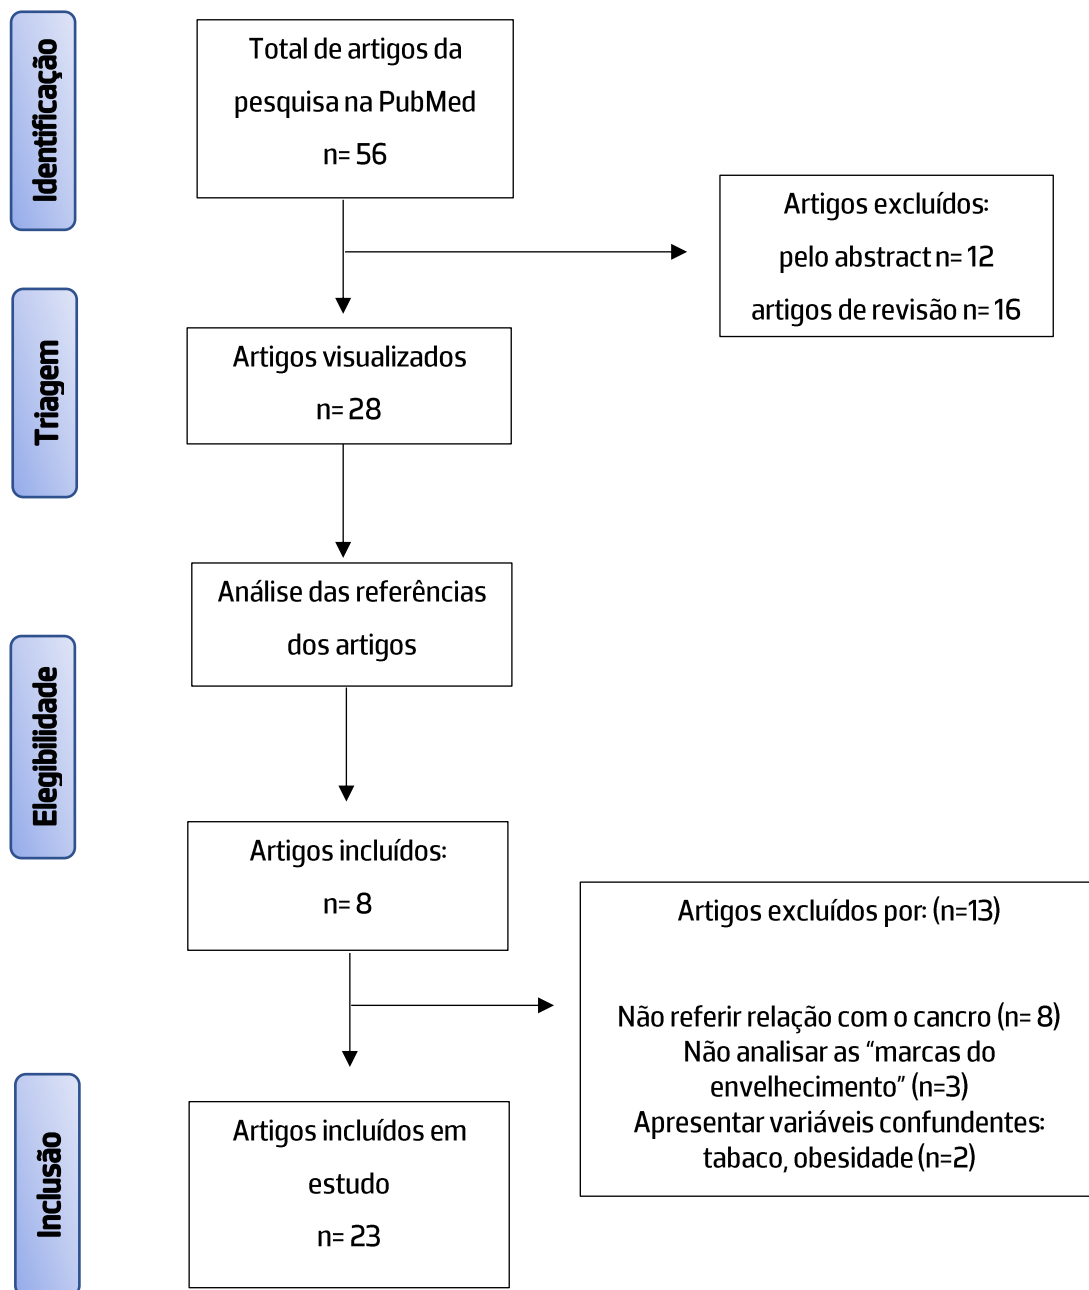 Identificação
Total de artigos da
pesquisa na PubMed
n= 56
Artigos excluídos:
pelo abstract n= 12
artigos de revisão n= 16
Triagem
Artigos visualizados
n= 28
Análise das referências
dos artigos
Elegibilidade
Artigos incluídos:
n= 8
Artigos excluídos por: (n=13)
Não referir relação com o cancro (n= 8)
Não analisar as “marcas do
envelhecimento” (n=3)
Apresentar variáveis confundentes:
tabaco, obesidade (n=2)
Inclusão
Artigos incluídos em
estudo
n= 23